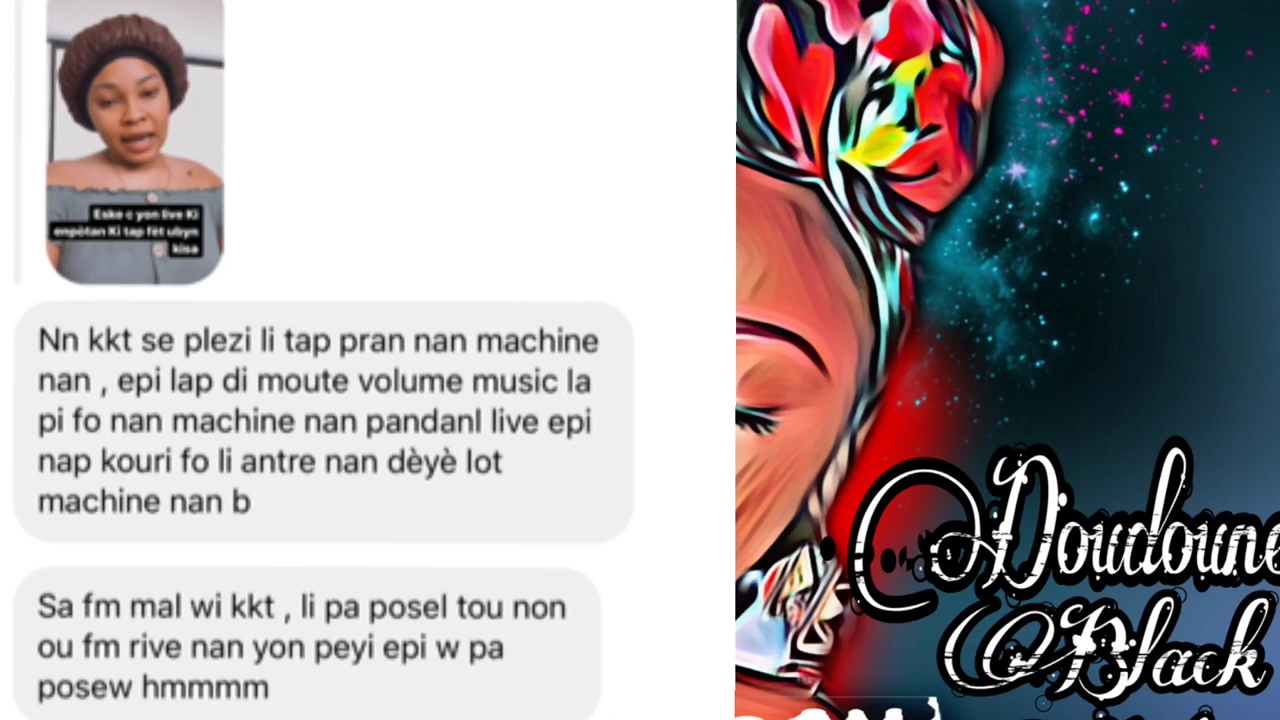 Eske c yon live Ki
enpòtan Ki tap fèt ubyn
kisa
Nn kkt se plezi li tap pran nan machine
nan , epi lap di moute volume music la
pi fo nan machine nan pandanl live epi
nap kouri fo li antre nan dèyè lot
machine nan b
Sa fm mal wi kkt , li pa posel tou non
ou fm rive nan yon peyi epi w pa
posew hmmmm
Doudoune
Black